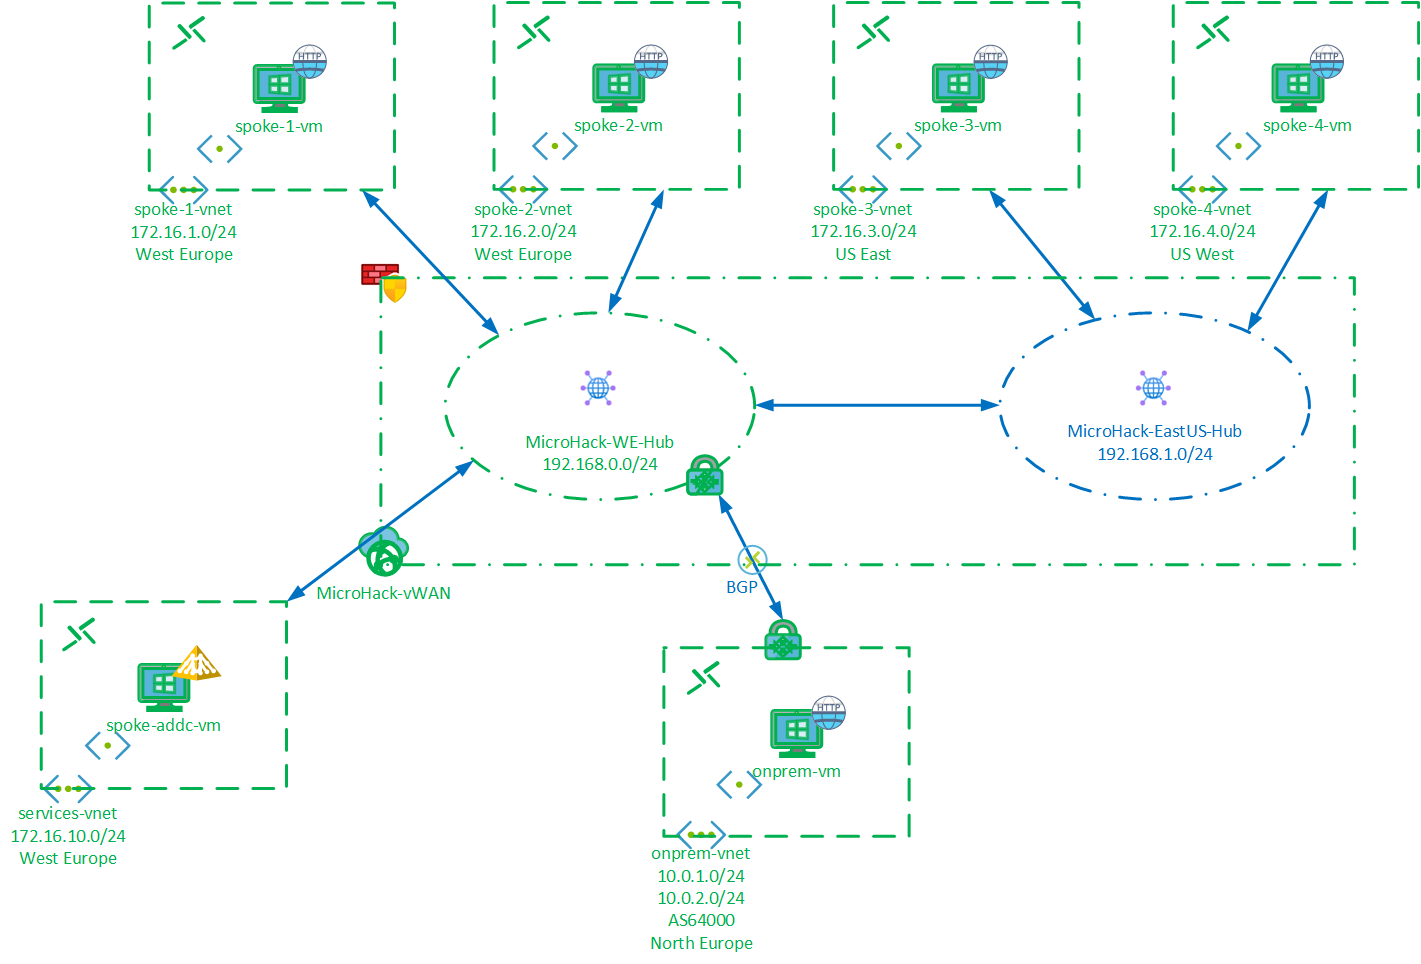 HTTP
spoke-1-vm
spoke-1-vnet
172.16.1.0/24
West Europe
HTTP
spoke-2-vm
spoke-2-vnet
172.16.2.0/24
West Europe
HTTP
spoke-3-vm
spoke-3-vnet
172.16.3.0/24
US East
HTTP
spoke-4-vm
spoke-4-vnet
172.16.4.0/24
US West
MicroHack-WE-Hub
192.168.0.0/24
MicroHack-EastUS-Hub
192.168.1.0/24
MicroHack-vWAN
BGP
spoke-addc-vm
services-vnet
172.16.10.0/24
West Europe
HTTP
onprem-vm
onprem-vnet
10.0.1.0/24
10.0.2.0/24
AS64000
North Europe